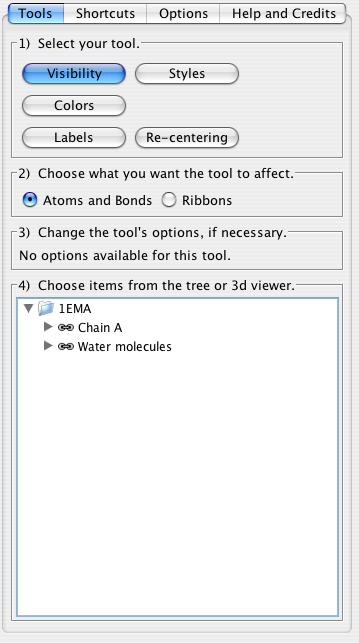 Tools Shortcuts Options Help and Credits
1) Select your tool.
Visibility Styles
Colors
Labels Re-centering
2) Choose what you want the tool to affect.
Atoms and Bonds Ribbons
3) Change the tool's options, if necessary.
No options available for this tool.
4) Choose items from the tree or 3d viewer.
1EMA
Chain A
Water molecules